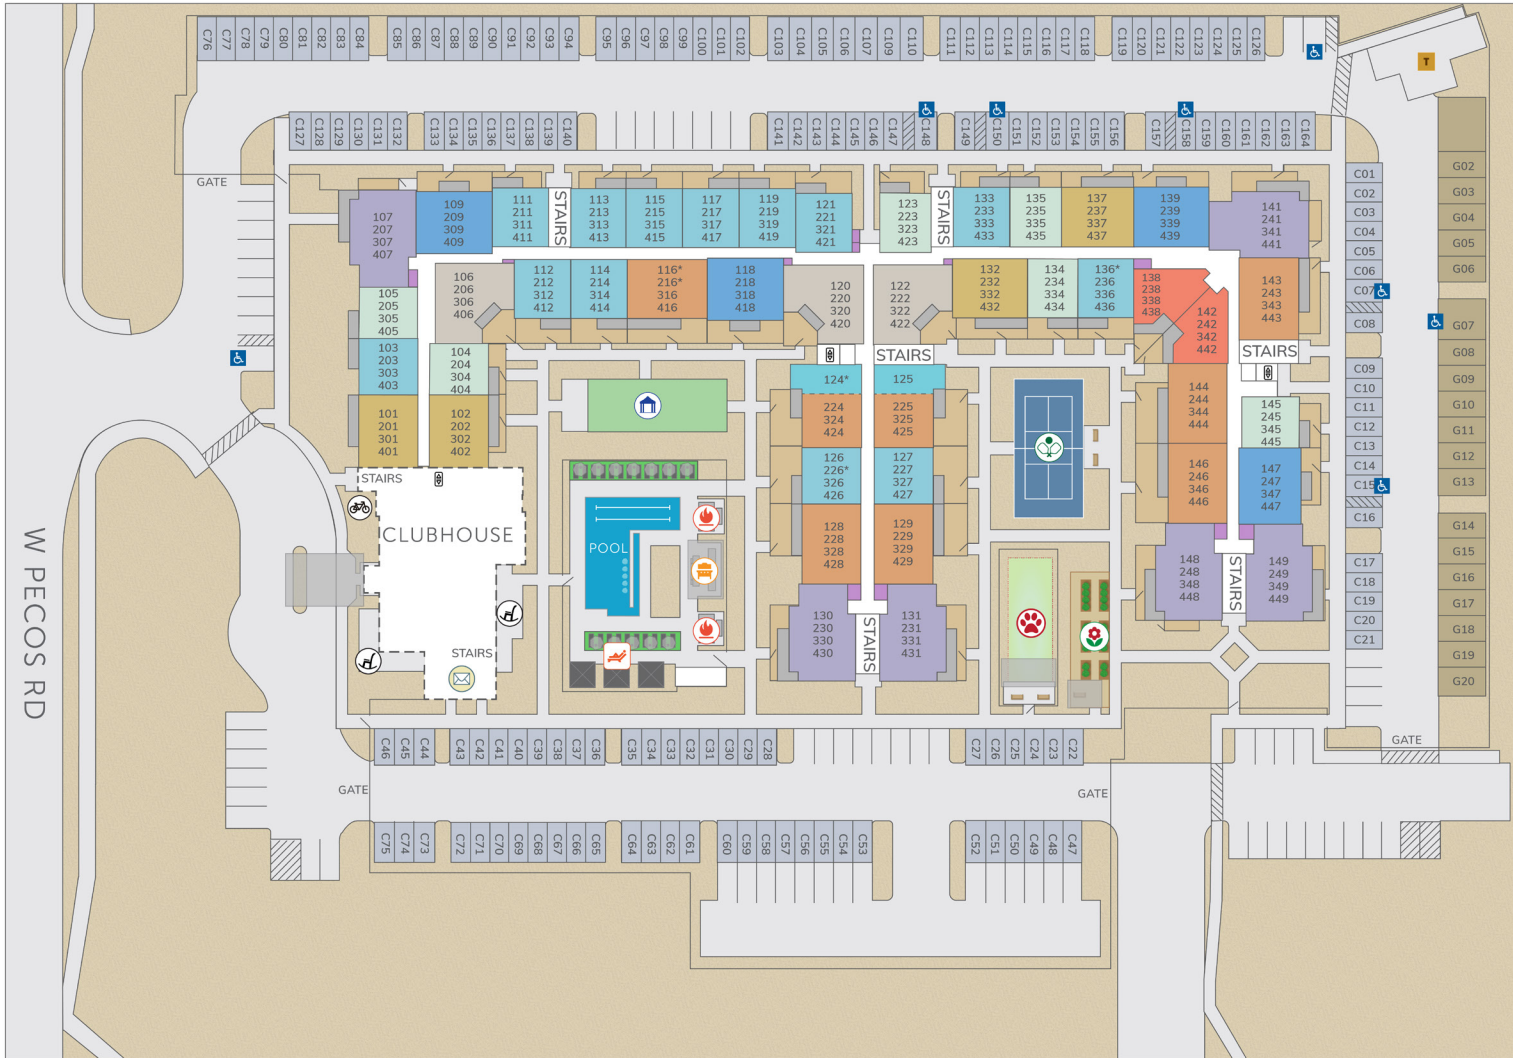 C76 C77 C78 C79 C80 C81 C82 C83 C84
C85 C86 C87 C88 C89 C90 C91 C92 C93 C94
C95 C96 C97 C98 C99 C100 C101 C102
C103 C104 C105 C106 C107 C109 C110
C111 C112 C113 C114 C115 C116 C117 C118
C119 C120 C121 C122 C123 C124 C125 C126
T
C127 C128 C129 C130 C131 C132
C133 C134 C135 C136 C137 C138 C139 C140
C141 C142 C143 C144 C145 C146 C147 C148
C149 C150 C151 C152 C153 C154 C155 C156
C157 C158 C159 C160 C161 C162 C163 C164
GATE
107
207
307
407
109
209
309
409
111
211
311
411
STAIRS
113
213
313
413
115
215
315
415
117
217
317
417
119
219
319
419
121
221
321
421
123
223
323
423
STAIRS
133
233
333
433
135
235
335
435
137
237
337
437
139
239
339
439
141
241
341
441
105
205
305
405
106
206
306
406
112
212
312
412
114
214
314
414
116*
216*
316
416
118
218
318
418
120
220
320
420
122
222
322
422
132
232
332
432
134
234
334
434
136*
236
336
436
138
238
338
438
142
242
342
442
143
243
343
443
103
203
303
403
104
204
304
404
STAIRS
STAIRS
101
201
301
401
102
202
302
402
124*
224
324
424
125
225
325
425
144
244
344
444
145
245
345
445
126
226*
326
426
127
227
327
427
146
246
346
446
147
247
347
447
STAIRS
CLUBHOUSE
STAIRS
POOL
128
228
328
428
129
229
329
429
148
248
348
448
STAIRS
149
249
349
449
130
230
330
430
STAIRS
131
231
331
431
C01
C02
C03
C04
C05
C06
C07
C08
C09
C10
C11
C12
C13
C14
C15
C16
C17
C18
C19
C20
C21
G02
G03
G04
G05
G06
G07
G08
G09
G10
G11
G12
G13
G14
G15
G16
G17
G18
G19
G20
W PECOS RD
GATE
C46 C45 C44
C43 C42 C41 C40 C39 C38 C37 C36
C35 C34 C33 C32 C31 C30 C29 C28
C27 C26 C25 C24 C23 C22
GATE
GATE
C75 C74 C73
C72 C71 C70 C69 C68 C67 C66 C65
C64 C63 C62 C61
C60 C59 C58 C57 C56 C55 C54 C53
C52 C51 C50 C49 C48 C47